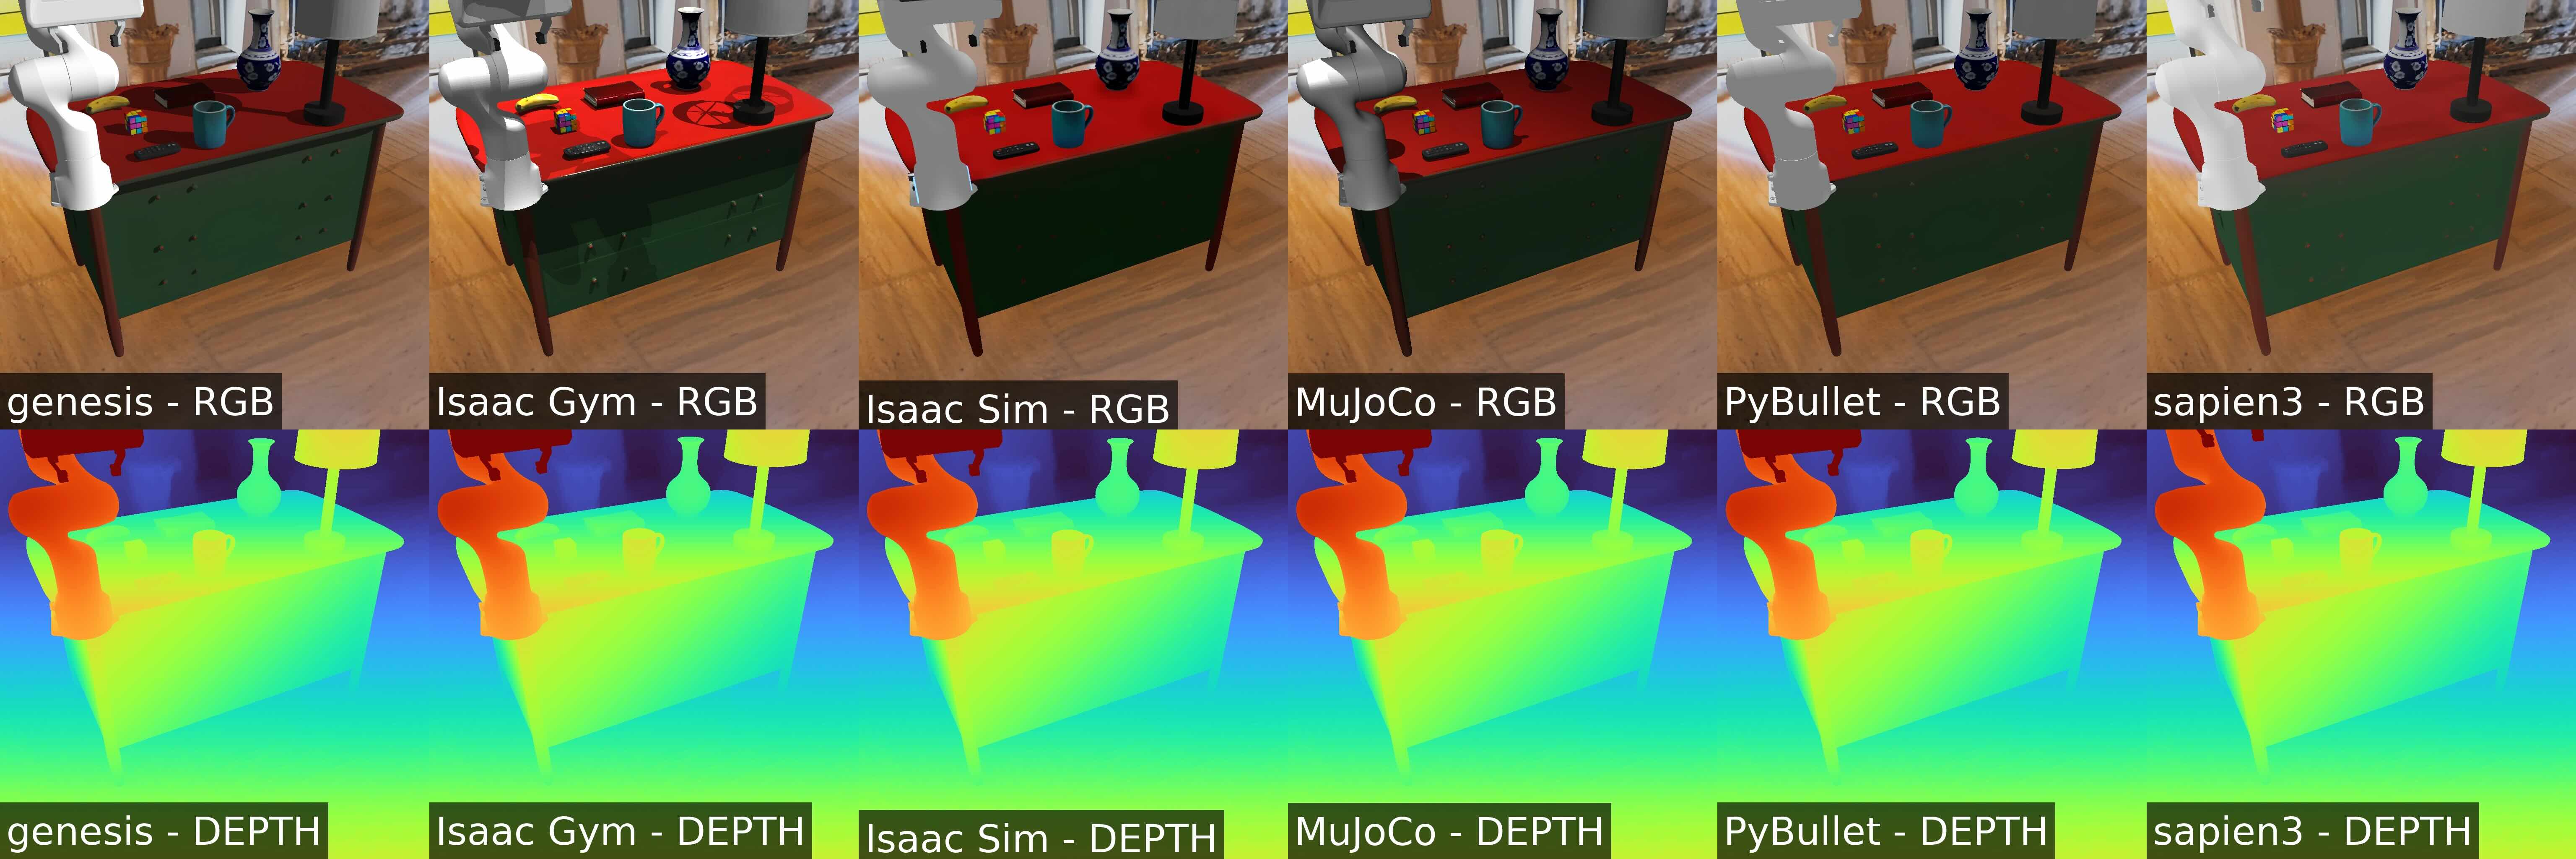 genesis - RGB
Isaac Gym - RGB
Isaac Sim - RGB
MuJoCo - RGB
PyBullet - RGB
sapien3 - RGB
genesis - DEPTH
Isaac Gym - DEPTH
Isaac Sim - DEPTH
MuJoCo - DEPTH
PyBullet - DEPTH
sapien3 - DEPTH